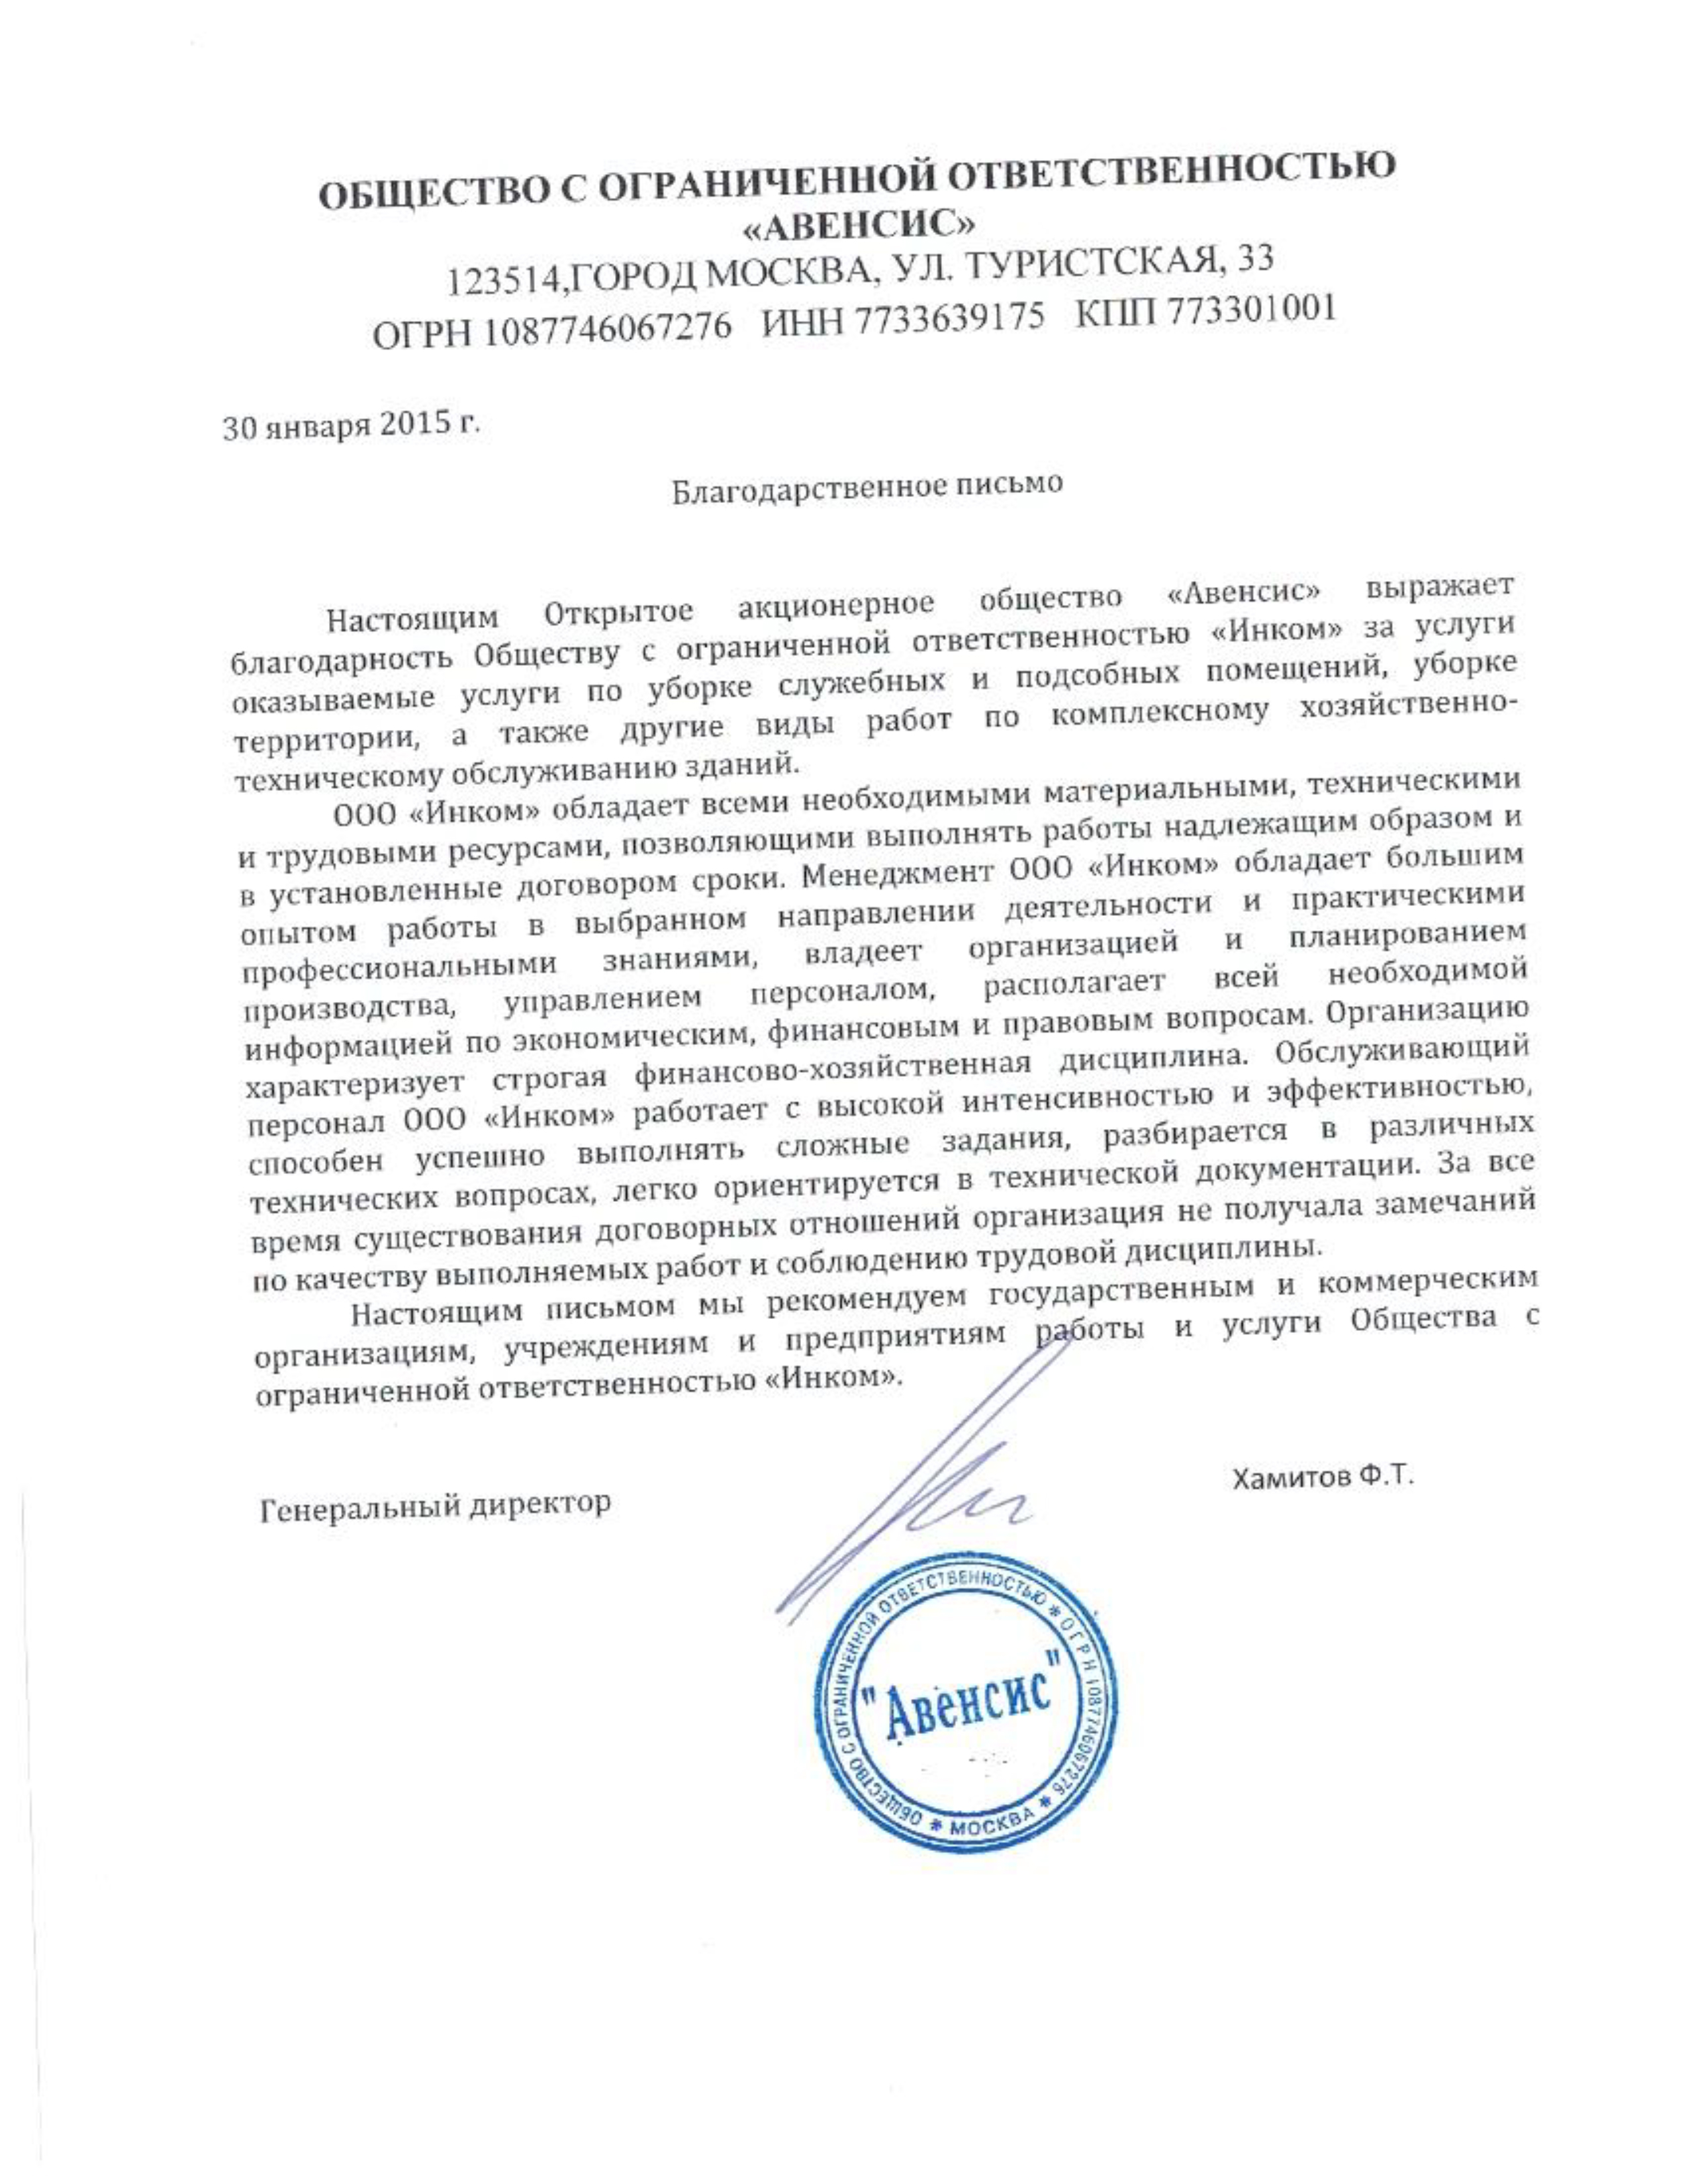 ОБЩЕСТВО С ОГРАНИЧЕННОЙ ОТВЕТСТВЕННОСТЬЮ
«АВЕНСИС»
123514,ГОРОД МОСКВА, УЛ. ТУРИСТСКАЯ, 33
ОГРН 1087746067276 ИНН 7733639175 КПП 773301001
30 января 2015 г.
Благодарственное письмо
Настоящим Открытое акционерное общество «Авенсис» выражает
благодарность Обществу с ограниченной ответственностью «Инком» за услуги
оказываемые услуги по уборке служебных и подсобных помещений, уборке
территории, а также другие виды работ по комплексному хозяйственно-
техническому обслуживанию зданий.
ООО «Инком» обладает всеми необходимыми материальными, техническими
и трудовыми ресурсами, позволяющими выполнять работы надлежащим образом и
в установленные договором сроки. Менеджмент ООО «Инком» обладает большим
опытом работы в выбранном направлении деятельности и практическими
профессиональными знаниями, владеет организацией и планированием
производства, управлением персоналом, располагает всей необходимой
информацией по экономическим, финансовым и правовым вопросам. Организацию
характеризует строгая финансово-хозяйственная дисциплина. Обслуживающий
персонал ООО «Инком» работает с высокой интенсивностью и эффективностью,
способен успешно выполнять сложные задания, разбирается в различных
технических вопросах, легко ориентируется в технической документации. За все
время существования договорных отношений организация не получала замечаний
по качеству выполняемых работ и соблюдению трудовой дисциплины.
Настоящим письмом мы рекомендуем государственным и коммерческим
организациям, учреждениям и предприятиям работы и услуги Общества с
ограниченной ответственностью «Инком».
Генеральный директор
Хамитов Ф.Т.
ОБЩЕСТВО С ОГРАНИЧЕННОЙ ОТВЕТСТВЕННОСТЬЮ * ОГРН 1087746067276 * МОСКВА *
"Авенсис"